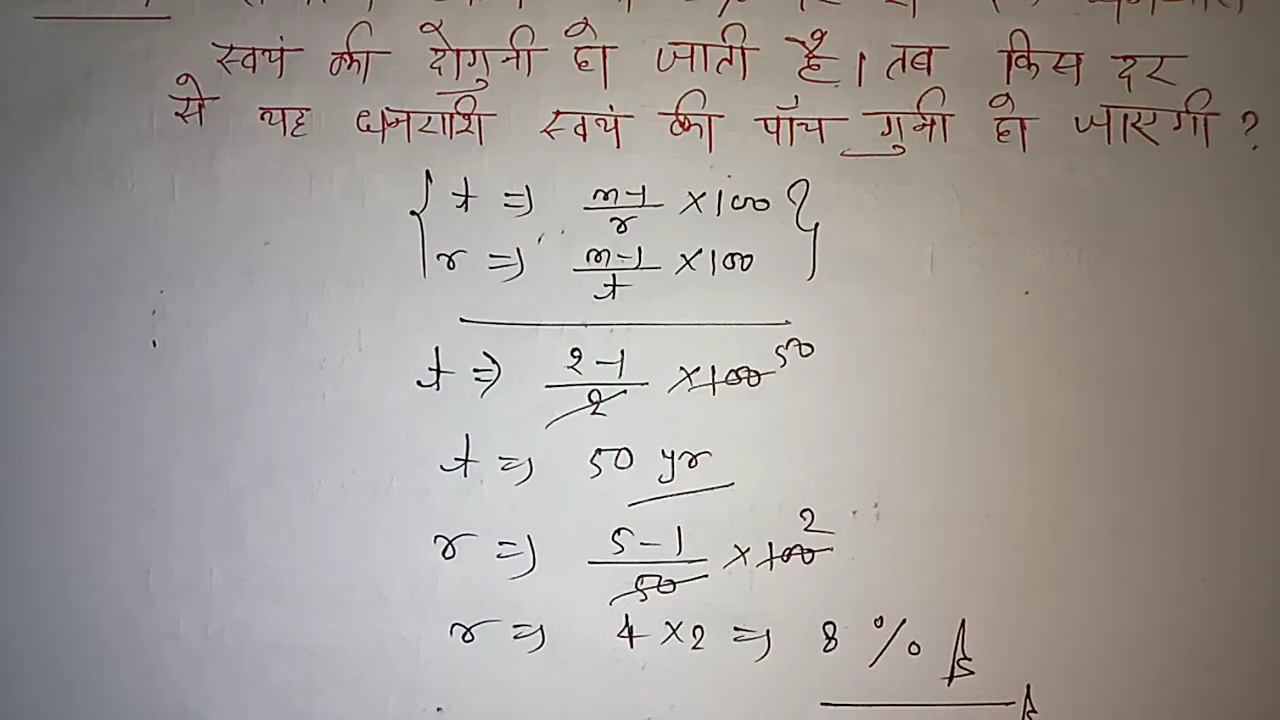 स्वयं की दोगुनी हो जाती है। तब किस दर
से यह धनराशि स्वयं की पाँच गुनी हो जाएगी ?
t ⇒ m-1/r ×100
r ⇒ m-1/t ×100
t ⇒ 2-1/2 ×100 50
t ⇒ 50 yr
r ⇒ 5-1/50 ×100 2
r ⇒ 4×2 ⇒ 8 %